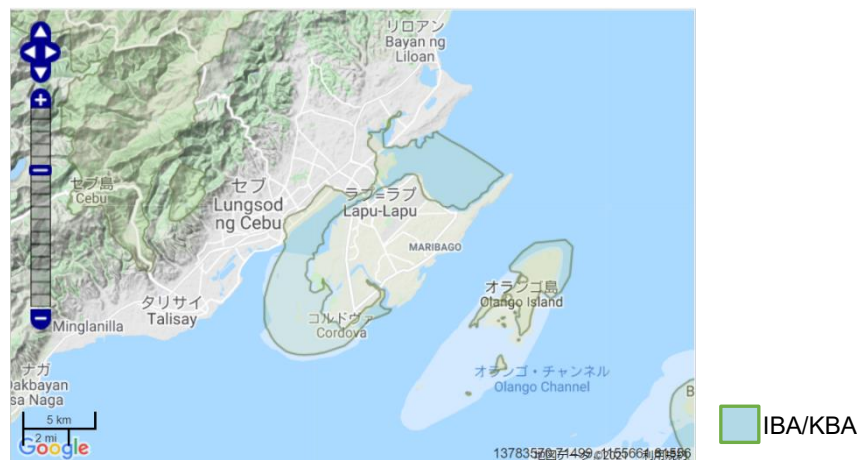 リロアン
Bayan ng
Liloan
セブ島
Cebu
セブ
Lungsod
ng Cebu
ラプ=ラプ
Lapu-Lapu
MARIBAGO
オランゴ島
Olango Island
タリサイ
Talisay
Minglanilla
コルドヴァ
Cordova
ナガ
Dakbayan
sa Naga
オランゴ・チャンネル
Olango Channel
B
5 km
2 mi
Google
IBA/KBA